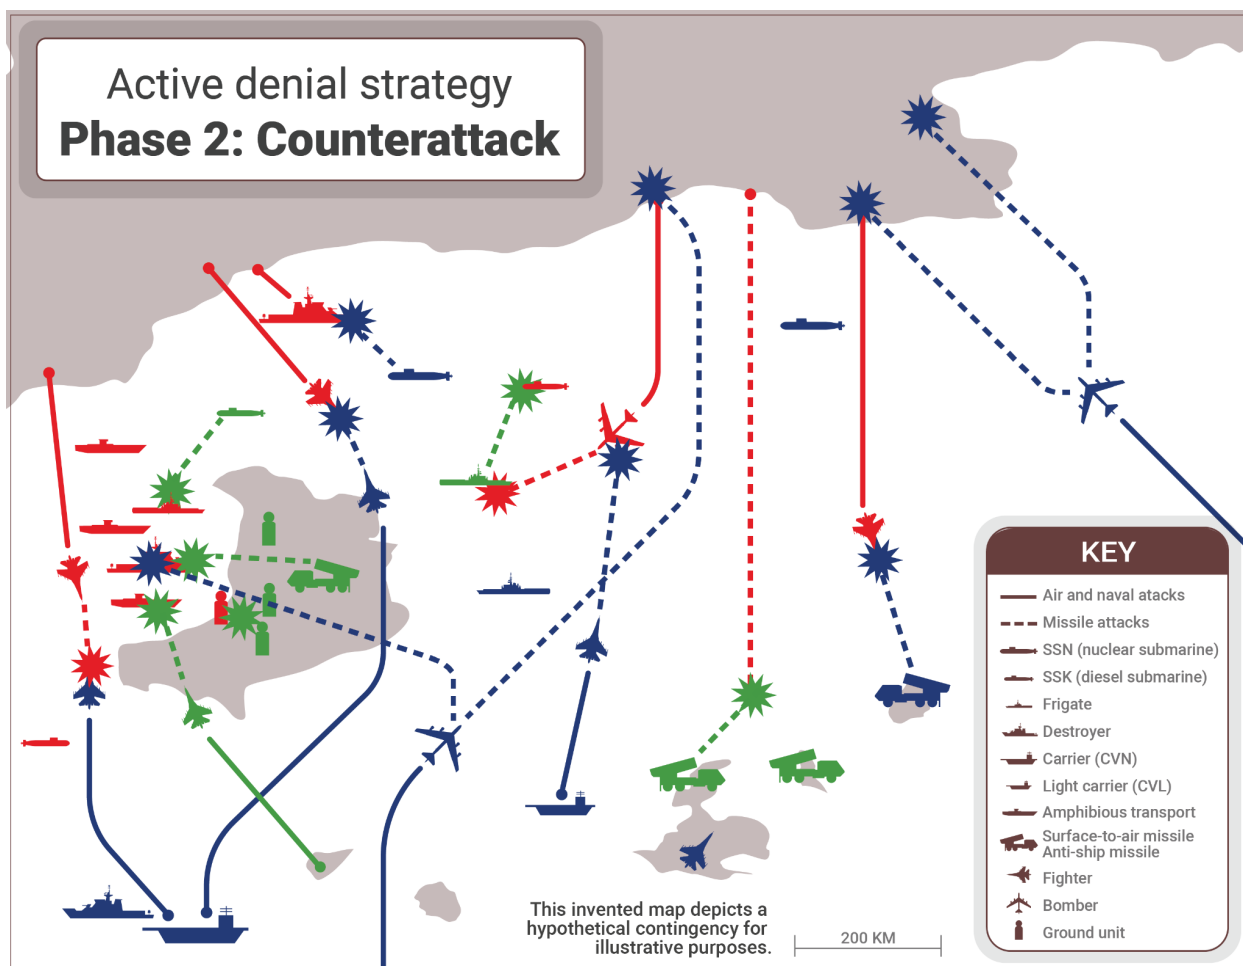 Active denial strategy
Phase 2: Counterattack
KEY
Air and naval atacks
Missile attacks
SSN (nuclear submarine)
SSK (diesel submarine)
Frigate
Destroyer
Carrier (CVN)
Light carrier (CVL)
Amphibious transport
Surface-to-air missile
Anti-ship missile
Fighter
Bomber
Ground unit
This invented map depicts a
hypothetical contingency for
illustrative purposes.
200 KM